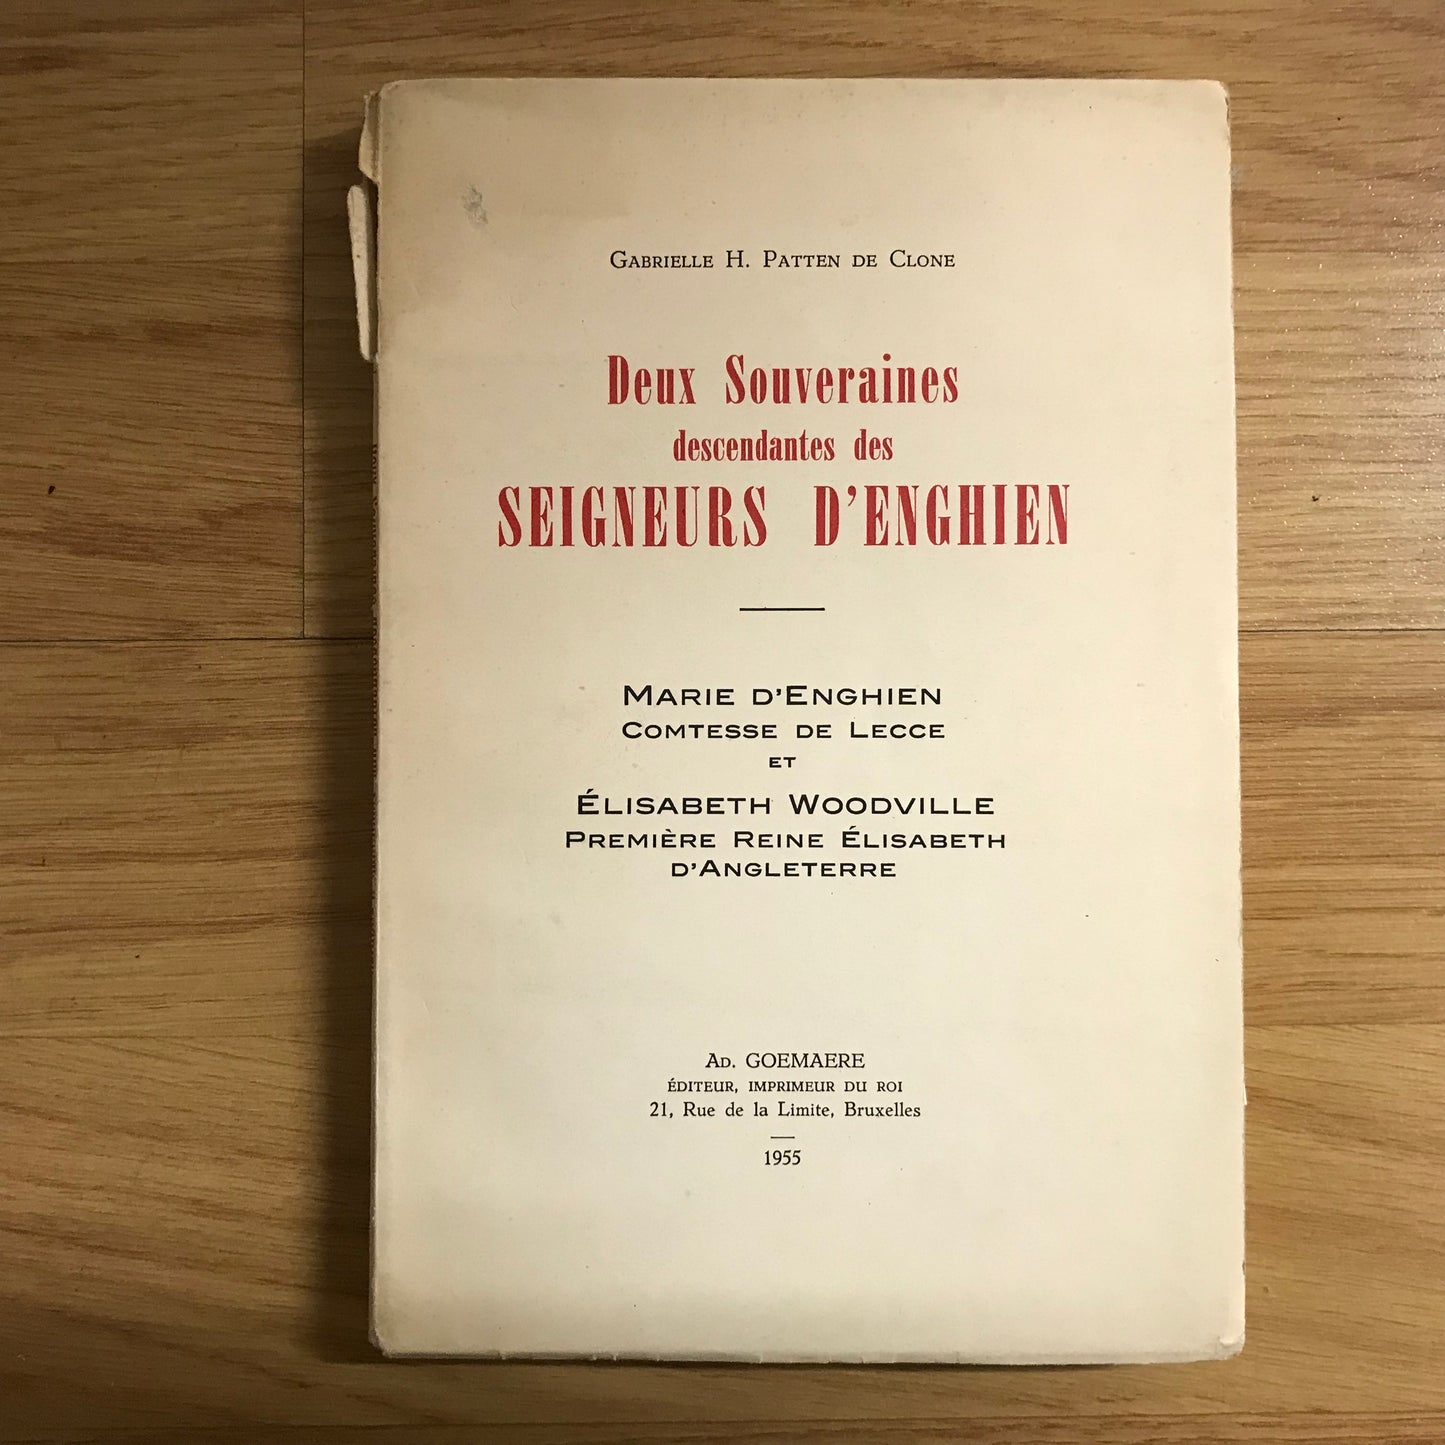 Gabrielle H. Patten de Clone
Deux Souveraines
descendantes des
SEIGNEURS D'ENGHIEN
Marie d'Enghien
Comtesse de Lecce
et
Élisabeth Woodville
Première Reine Élisabeth
d'Angleterre
Ad. GOEMAERE
ÉDITEUR, IMPRIMEUR DU ROI
21, Rue de la Limite, Bruxelles
1955